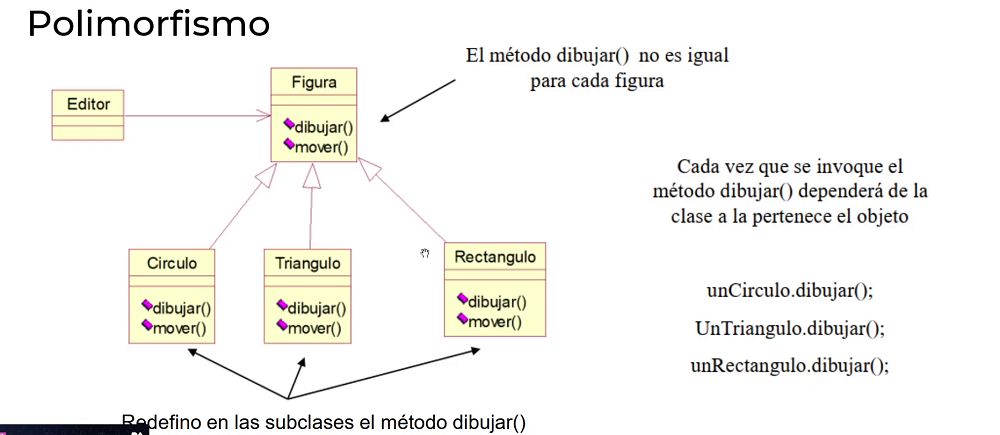 Polimorfismo
El método dibujar() no es igual
para cada figura
Figura
dibujar()
mover()
Editor
Cada vez que se invoque el
método dibujar() dependerá de la
clase a la pertenece el objeto
Circulo
dibujar()
mover()
Triangulo
dibujar()
mover()
Rectangulo
dibujar()
mover()
unCirculo.dibujar();
UnTriangulo.dibujar();
unRectangulo.dibujar();
Redefino en las subclases el método dibujar()